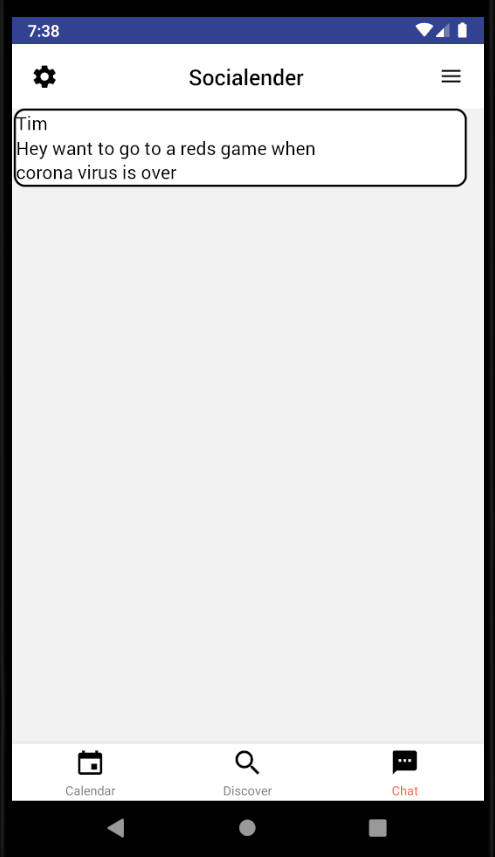 7:38
Socialender
Tim
Hey want to go to a reds game when
corona virus is over
Calendar
Discover
Chat